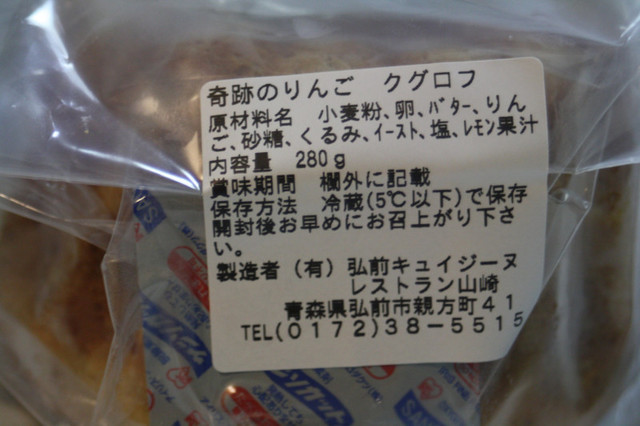 奇跡のりんご クグロフ
原材料名 小麦粉、卵、バター、りん
ご、砂糖、くるみ、イースト、塩、レモン果汁
内容量 280g
賞味期間 欄外に記載
保存方法 冷蔵(5℃以下)で保存
開封後お早めにお召上がり下さ
い。
製造者(有)弘前キュイジーヌ
レストラン山崎
青森県弘前市親方町41
TEL(0172)38-5515